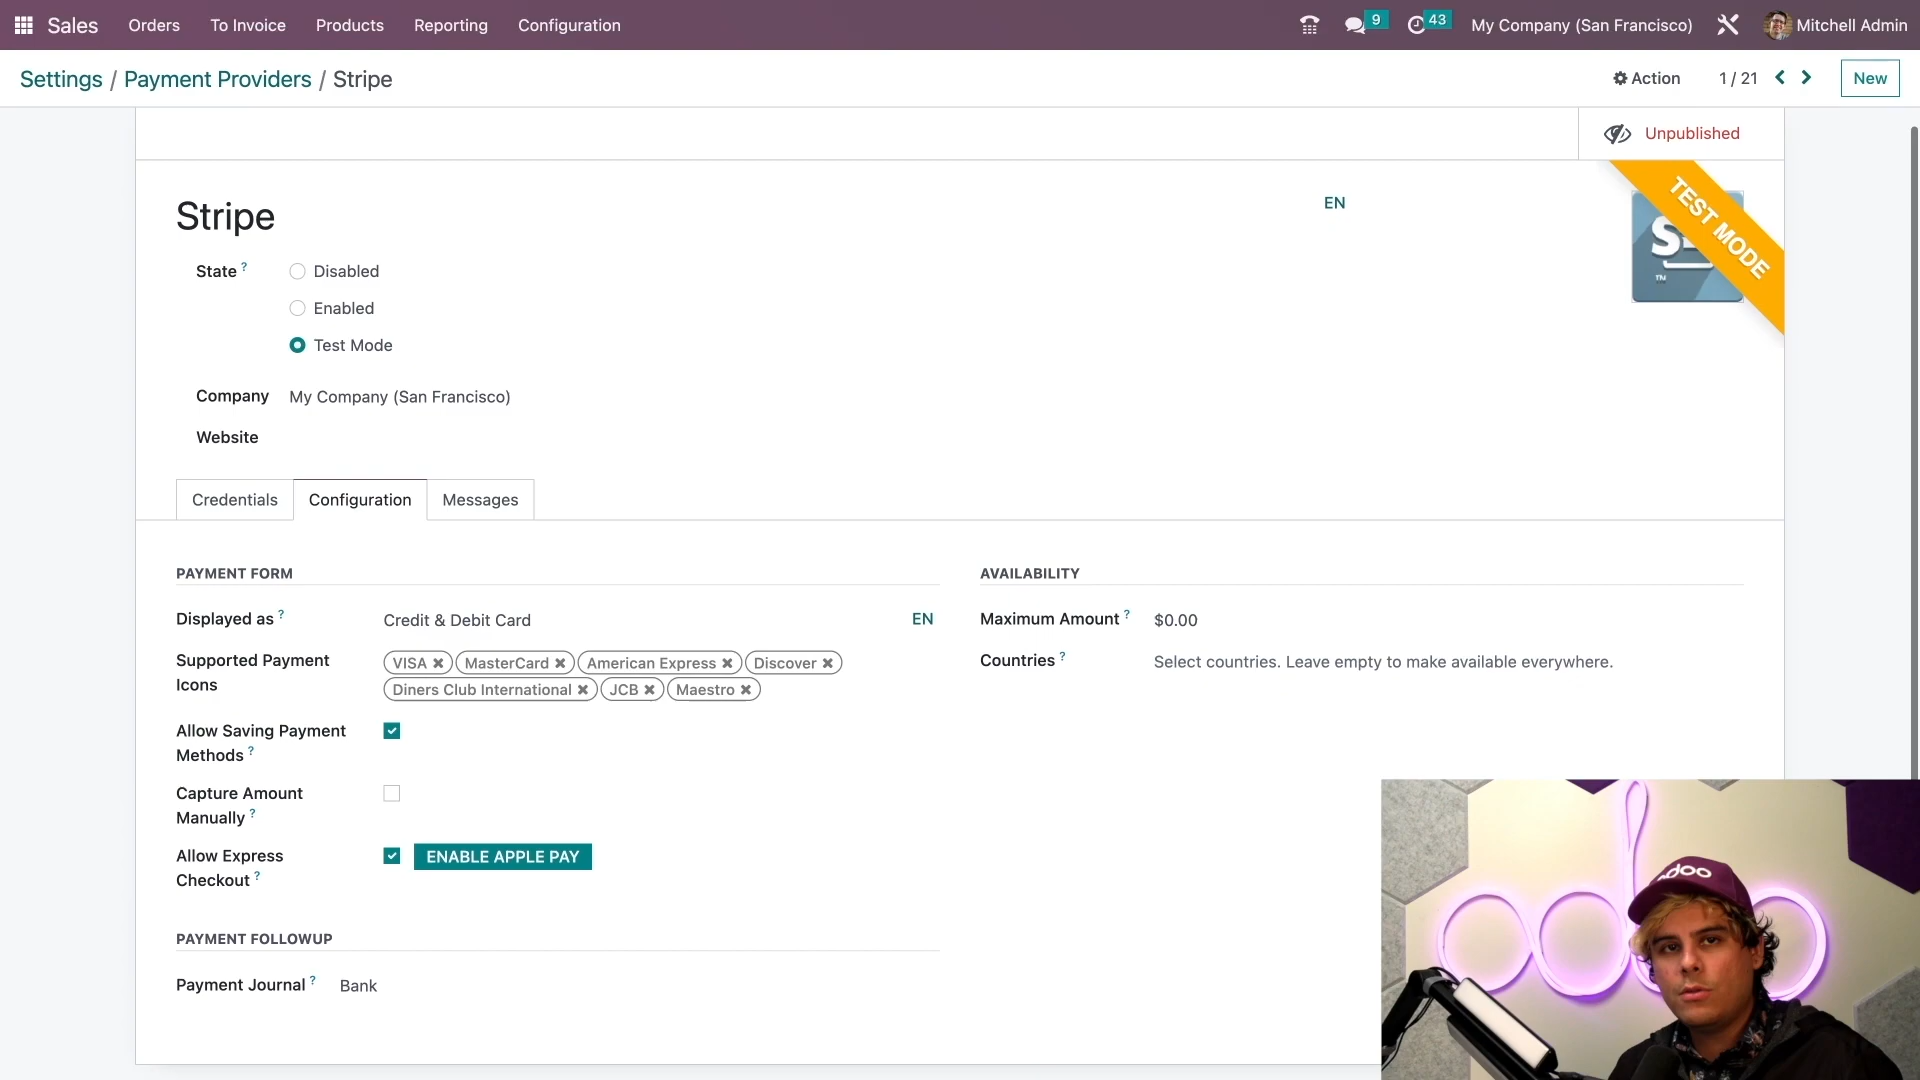 Sales Orders To Invoice Products Reporting Configuration 9 43 My Company (San Francisco) Mitchell Admin
Settings / Payment Providers / Stripe Action 1 / 21 New
Unpublished
Stripe EN
TEST MODE
TM
State ? Disabled
Enabled
Test Mode
Company My Company (San Francisco)
Website
Credentials Configuration Messages
PAYMENT FORM
Displayed as ? Credit & Debit Card EN
Supported Payment Icons
VISA MasterCard American Express Discover
Diners Club International JCB Maestro
Allow Saving Payment
Methods ?
Capture Amount
Manually ?
Allow Express
Checkout ?
ENABLE APPLE PAY
PAYMENT FOLLOWUP
Payment Journal ? Bank
AVAILABILITY
Maximum Amount ? $0.00
Countries ? Select countries. Leave empty to make available everywhere.
odoo
odoo